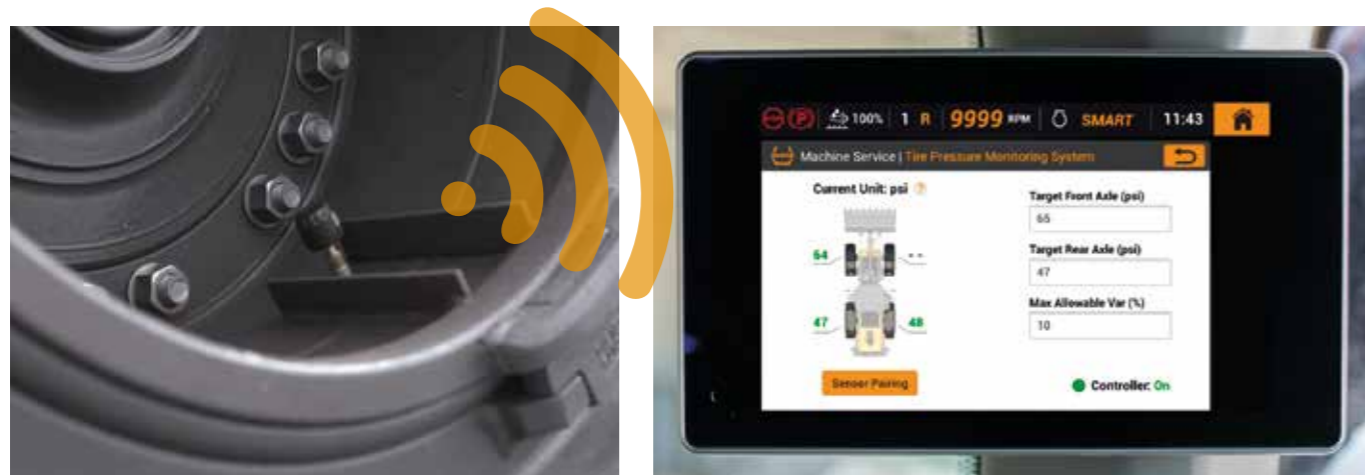 P 100% 1 R 9999 RPM SMART 11:43
Machine Service | Tire Pressure Monitoring System
Current Unit: psi ?
Target Front Axle (psi)
65
64 - -
Target Rear Axle (psi)
47
Max Allowable Var (%)
47 48
10
Sensor Pairing
Controller: On